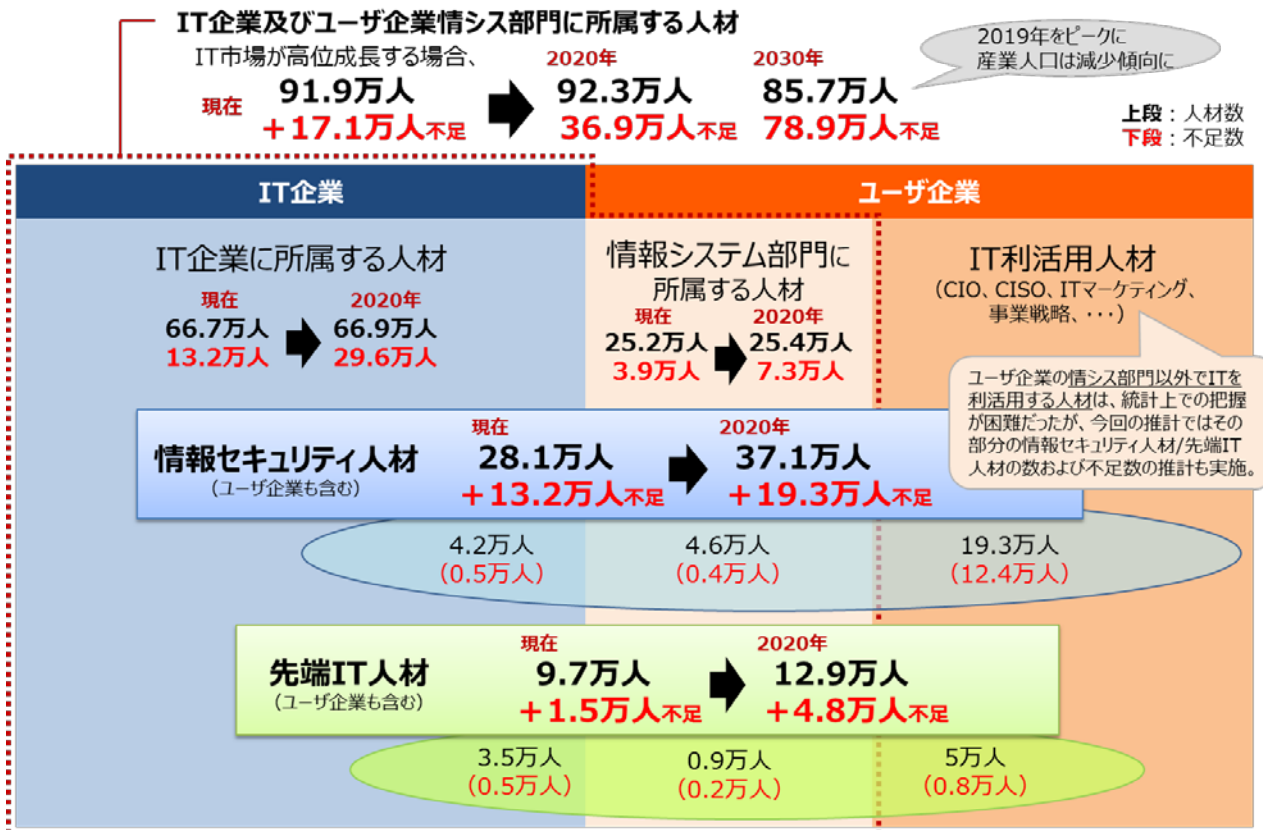 IT企業及びユーザ企業情シス部門に所属する人材
IT市場が高位成長する場合、
2020年
2030年
2019年をピークに
産業人口は減少傾向に
現在
91.9万人
92.3万人
85.7万人
+17.1万人不足
36.9万人不足
78.9万人不足
上段：人材数
下段：不足数
IT企業
ユーザ企業
IT企業に所属する人材
現在
2020年
66.7万人
66.9万人
13.2万人
29.6万人
情報システム部門に
所属する人材
現在
2020年
25.2万人
25.4万人
3.9万人
7.3万人
IT利活用人材
（CIO、CISO、ITマーケティング、
事業戦略、・・・）
ユーザ企業の情シス部門以外でITを
利活用する人材は、統計上での把握
が困難だったが、今回の推計ではその
部分の情報セキュリティ人材/先端IT
人材の数および不足数の推計も実施。
情報セキュリティ人材
（ユーザ企業も含む）
現在
2020年
28.1万人
37.1万人
+13.2万人不足
+19.3万人不足
4.2万人
4.6万人
19.3万人
（0.5万人）
（0.4万人）
（12.4万人）
先端IT人材
（ユーザ企業も含む）
現在
2020年
9.7万人
12.9万人
+1.5万人不足
+4.8万人不足
3.5万人
0.9万人
5万人
（0.5万人）
（0.2万人）
（0.8万人）